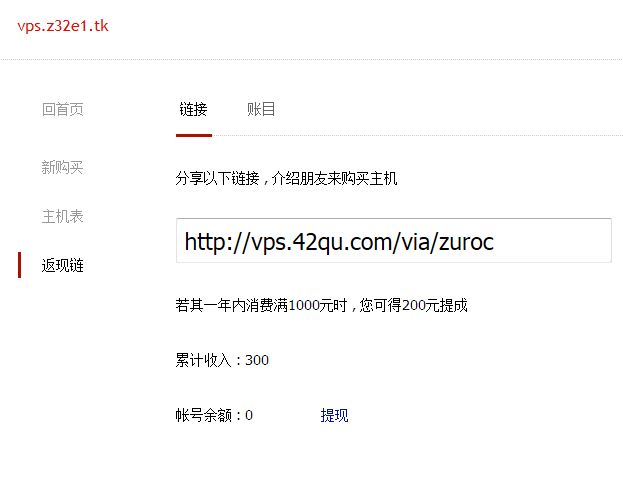 vps.z32e1.tk
回首页
新购买
主机表
返现链
链接 账目
分享以下链接，介绍朋友来购买主机
http://vps.42qu.com/via/zuroc
若其一年内消费满1000元时，您可得200元提成
累计收入：300
帐号余额：0 提现